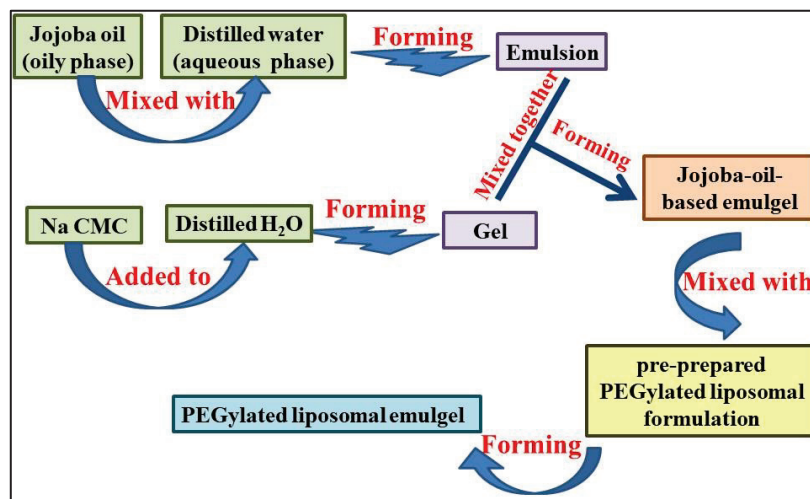 Jojoba oil
(oily phase)
Mixed with
Distilled water
(aqueous phase)
Forming
Emulsion
Na CMC
Added to
Distilled H₂O
Forming
Gel
Mixed together
Forming
Jojoba-oil-
based emulgel
Mixed with
pre-prepared
PEGylated liposomal
formulation
Forming
PEGylated liposomal emulgel